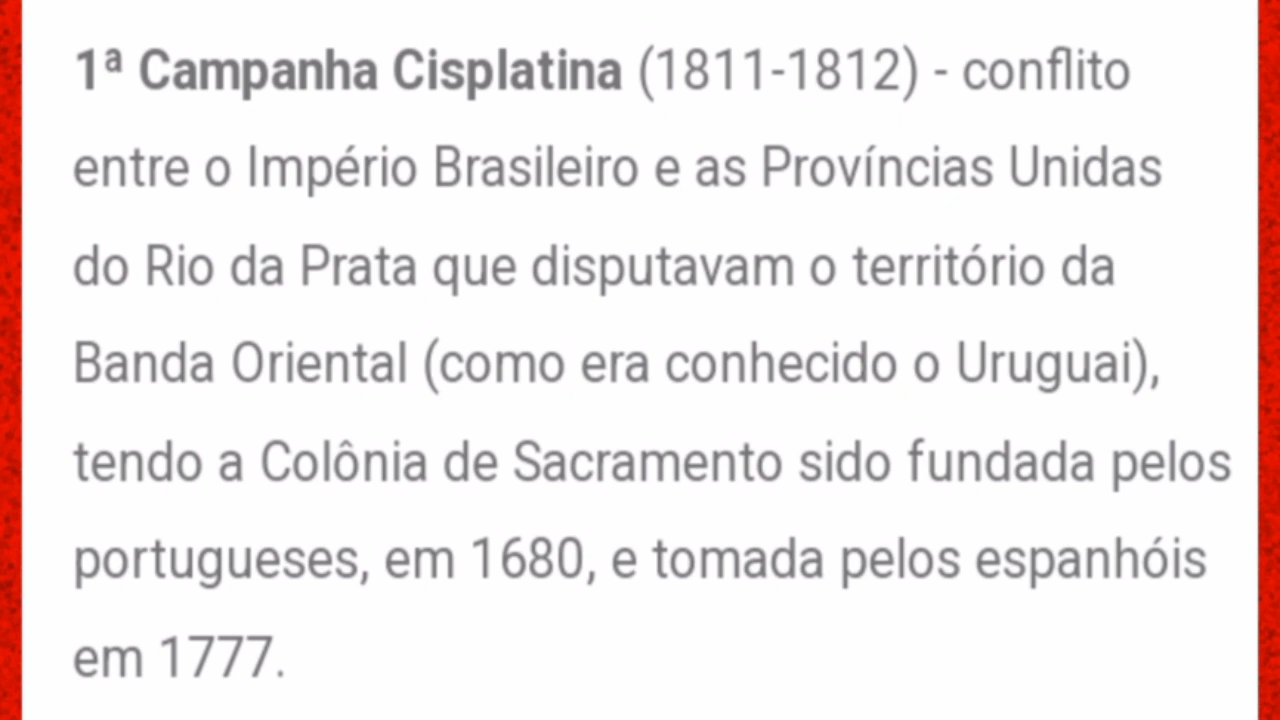 1ª Campanha Cisplatina (1811-1812) - conflito
entre o Império Brasileiro e as Províncias Unidas
do Rio da Prata que disputavam o território da
Banda Oriental (como era conhecido o Uruguai),
tendo a Colônia de Sacramento sido fundada pelos
portugueses, em 1680, e tomada pelos espanhóis
em 1777.